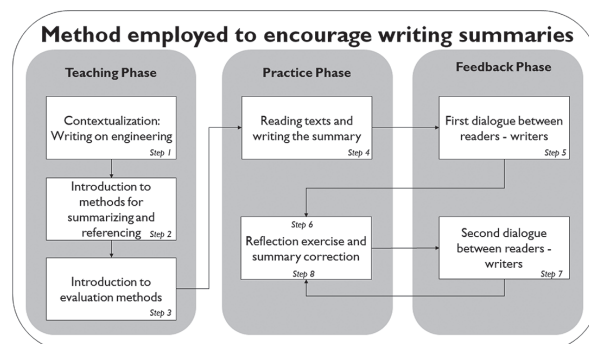 Method employed to encourage writing summaries
Teaching Phase
Contextualization:
Writing on engineering
Step 1
Introduction to
methods for
summarizing and
referencing Step 2
Introduction to
evaluation methods
Step 3
Practice Phase
Reading texts and
writing the summary
Step 4
Step 6
Reflection exercise and
summary correction
Step 8
Feedback Phase
First dialogue between
readers - writers
Step 5
Second dialogue
between readers -
writers Step 7